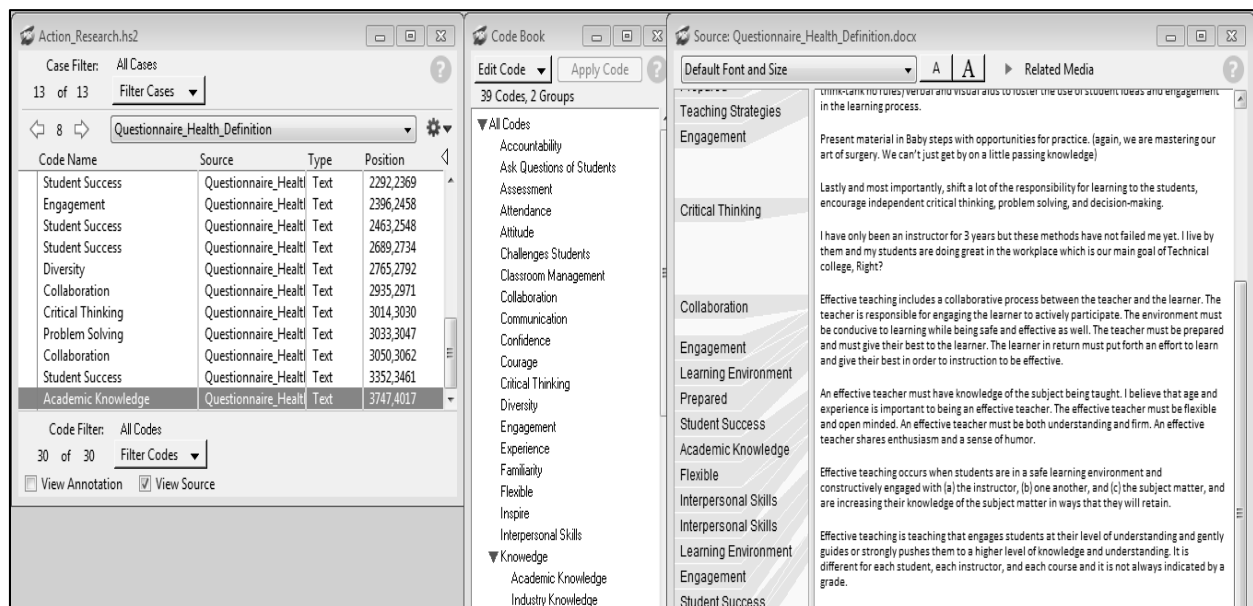 Action_Research.hs2
Case Filter: All Cases
13 of 13 Filter Cases
8 Questionnaire_Health_Definition
Code Name Source Type Position
Student Success Questionnaire_Healtl Text 2292,2369
Engagement Questionnaire_Healtl Text 2396,2458
Student Success Questionnaire_Healtl Text 2463,2548
Student Success Questionnaire_Healtl Text 2689,2734
Diversity Questionnaire_Healtl Text 2765,2792
Collaboration Questionnaire_Healtl Text 2935,2971
Critical Thinking Questionnaire_Healtl Text 3014,3030
Problem Solving Questionnaire_Healtl Text 3033,3047
Collaboration Questionnaire_Healtl Text 3050,3062
Student Success Questionnaire_Healtl Text 3352,3461
Academic Knowledge Questionnaire_Healtl Text 3747,4017
Code Filter: All Codes
30 of 30 Filter Codes
View Annotation View Source
Code Book
Edit Code Apply Code
39 Codes, 2 Groups
All Codes
Accountability
Ask Questions of Students
Assessment
Attendance
Attitude
Challenges Students
Classroom Management
Collaboration
Communication
Confidence
Courage
Critical Thinking
Diversity
Engagement
Experience
Familiarity
Flexible
Inspire
Interpersonal Skills
Knowedge
Academic Knowledge
Industry Knowledge
Source: Questionnaire_Health_Definition.docx
Default Font and Size A A Related Media
Prepared
Teaching Strategies
Engagement
Critical Thinking
Collaboration
Engagement
Learning Environment
Prepared
Student Success
Academic Knowledge
Flexible
Interpersonal Skills
Interpersonal Skills
Learning Environment
Engagement
Student Success
think-tank no rules/verbal and visual aids to foster the use of student ideas and engagement
in the learning process.
Present material in Baby steps with opportunities for practice. (again, we are mastering our
art of surgery. We can't just get by on a little passing knowledge)
Lastly and most importantly, shift a lot of the responsibility for learning to the students,
encourage independent critical thinking, problem solving, and decision-making.
I have only been an instructor for 3 years but these methods have not failed me yet. I live by
them and my students are doing great in the workplace which is our main goal of Technical
college, Right?
Effective teaching includes a collaborative process between the teacher and the learner. The
teacher is responsible for engaging the learner to actively participate. The environment must
be conducive to learning while being safe and effective as well. The teacher must be prepared
and must give their best to the learner. The learner in return must put forth an effort to learn
and give their best in order to instruction to be effective.
An effective teacher must have knowledge of the subject being taught. I believe that age and
experience is important to being an effective teacher. The effective teacher must be flexible
and open minded. An effective teacher must be both understanding and firm. An effective
teacher shares enthusiasm and a sense of humor.
Effective teaching occurs when students are in a safe learning environment and
constructively engaged with (a) the instructor, (b) one another, and (c) the subject matter, and
are increasing their knowledge of the subject matter in ways that they will retain.
Effective teaching is teaching that engages students at their level of understanding and gently
guides or strongly pushes them to a higher level of knowledge and understanding. It is
different for each student, each instructor, and each course and it is not always indicated by a
grade.